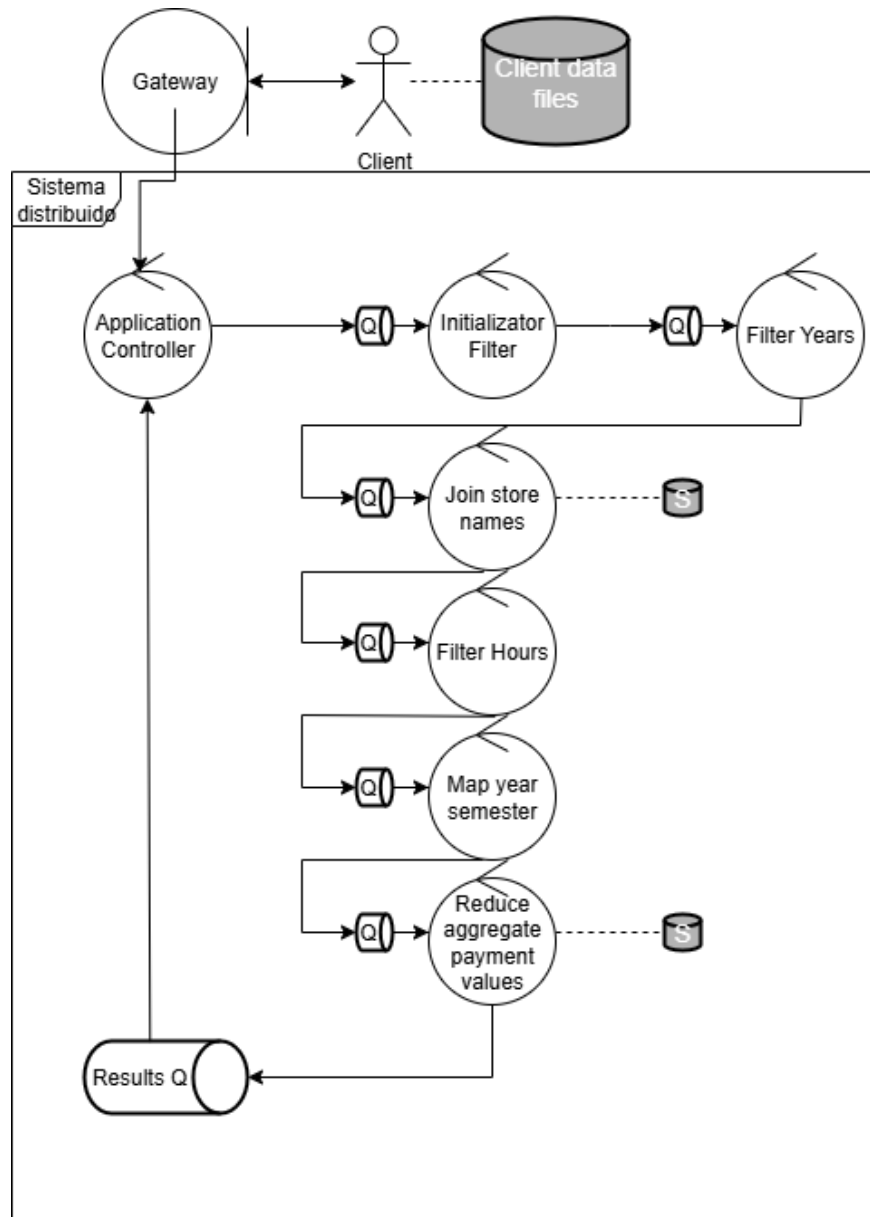 Gateway
Client data
files
Client
Sistema
distribuido
Application
Controller
Q
Initializator
Filter
Q
Filter Years
Q
Join store
names
S
Q
Filter Hours
Q
Map year
semester
Q
Reduce
aggregate
payment
values
S
Results Q